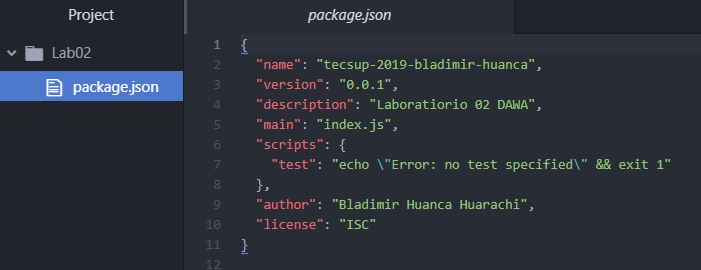 Project
package.json
Lab02
package.json
1 {
2 "name": "tecsup-2019-bladimir-huanca",
3 "version": "0.0.1",
4 "description": "Laboratiorio 02 DAWA",
5 "main": "index.js",
6 "scripts": {
7 "test": "echo \"Error: no test specified\" && exit 1"
8 },
9 "author": "Bladimir Huanca Huarachi",
10 "license": "ISC"
11 }
12